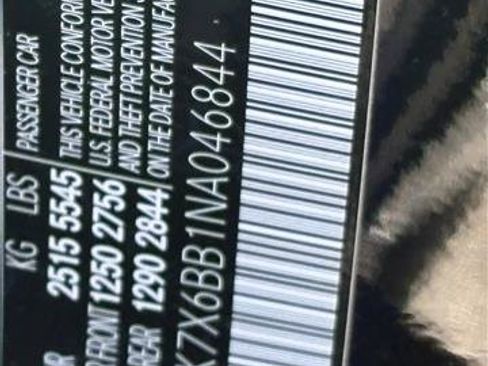 KG LBS PASSENGER CAR
2515 5545 THIS VEHICLE CONFOR
FRONT 1250 2756 U.S. FEDERAL MOTOR VE
REAR 1290 2844 AND THEFT PREVENTION
ON THE DATE OF MANUFA
K7X6BB1NA046844